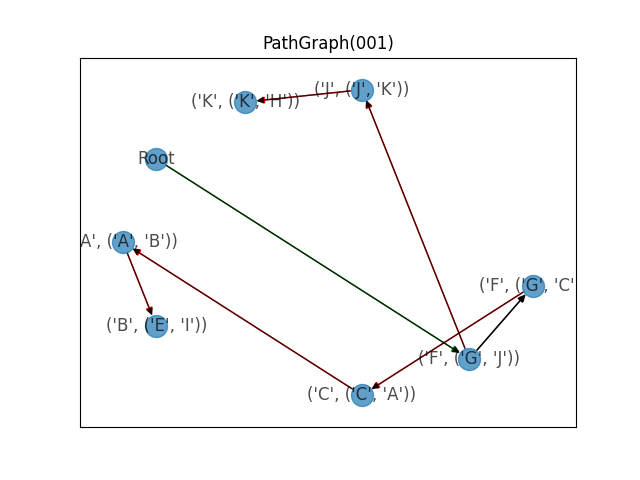 PathGraph(001)
('J', ('J', 'K'))
('K', ('K', 'H'))
Root
A', ('A', 'B'))
('F', ('G', 'C'
('B', ('E', 'I'))
('F', ('G', 'J'))
('C', ('C', 'A'))